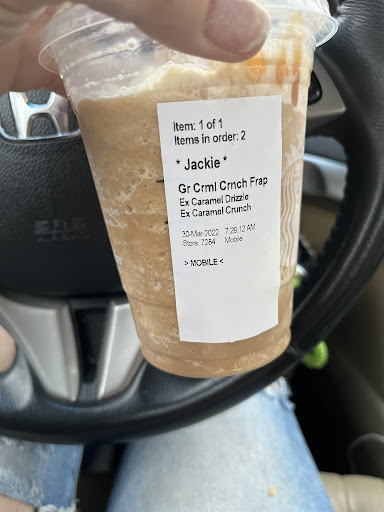 Item: 1 of 1
Items in order: 2
* Jackie *
Gr Crml Crnch Frap
Ex Caramel Drizzle
Ex Caramel Crunch
30-Mar-2022 7:29:12 AM
Store: 7284 Mobile
> MOBILE <